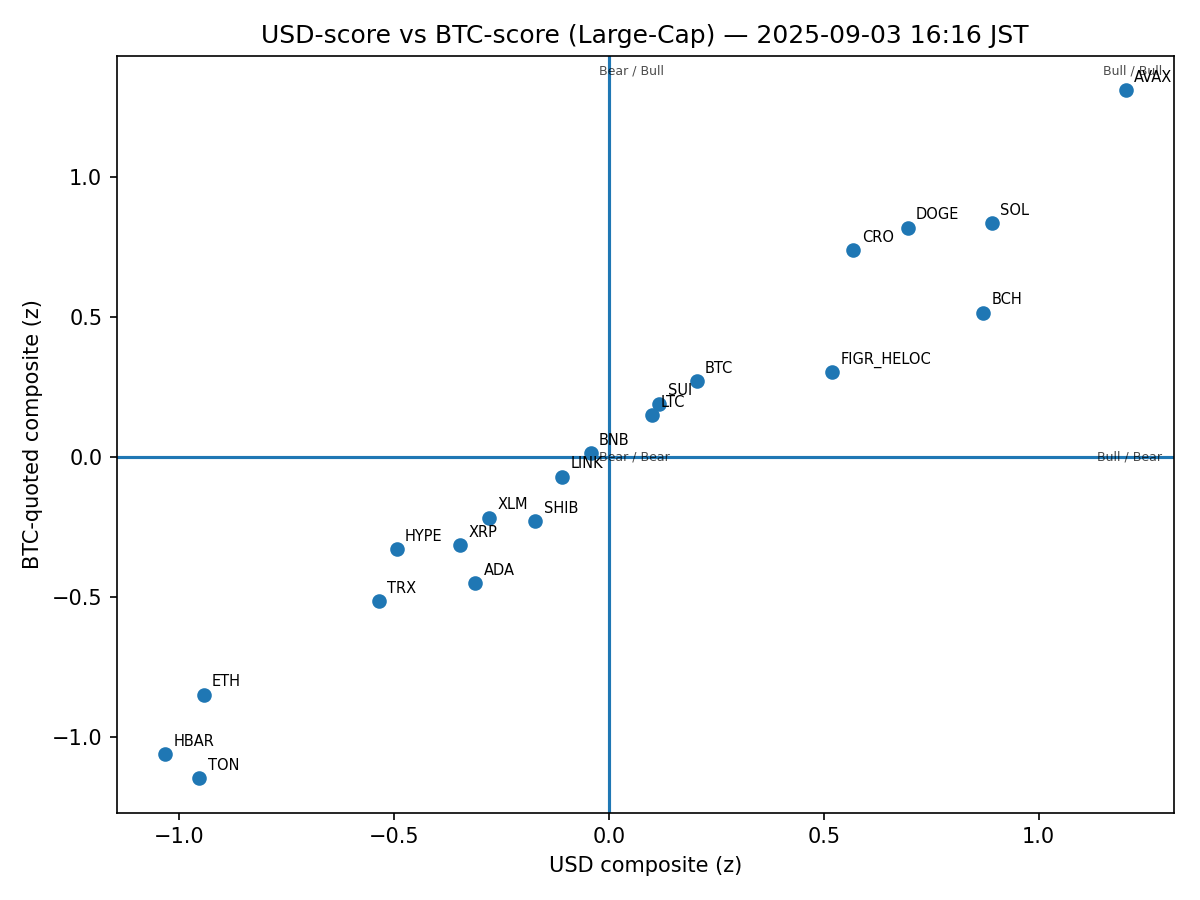 USD-score vs BTC-score (Large-Cap) — 2025-09-03 16:16 JST
Bear / Bull
Bull / Bull
AVAX
1.0
DOGE
SOL
CRO
BCH
0.5
FIGR_HELOC
BTC
SUI
LTC
BNB
0.0
Bear / Bear
Bull / Bear
LINK
XLM
SHIB
XRP
HYPE
ADA
−0.5
TRX
ETH
−1.0
HBAR
TON
−1.0
−0.5
0.0
0.5
1.0
USD composite (z)
BTC-quoted composite (z)